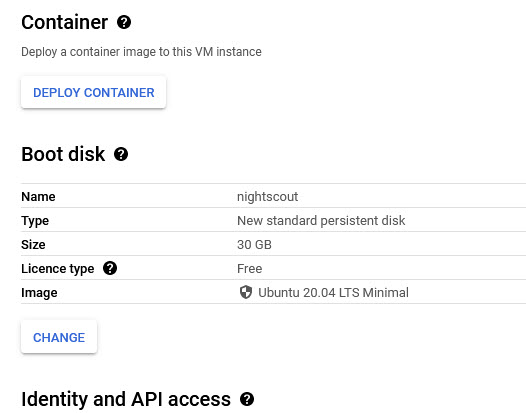 Container
Deploy a container image to this VM instance
DEPLOY CONTAINER
Boot disk
Name nightscout
Type New standard persistent disk
Size 30 GB
Licence type Free
Image Ubuntu 20.04 LTS Minimal
CHANGE
Identity and API access